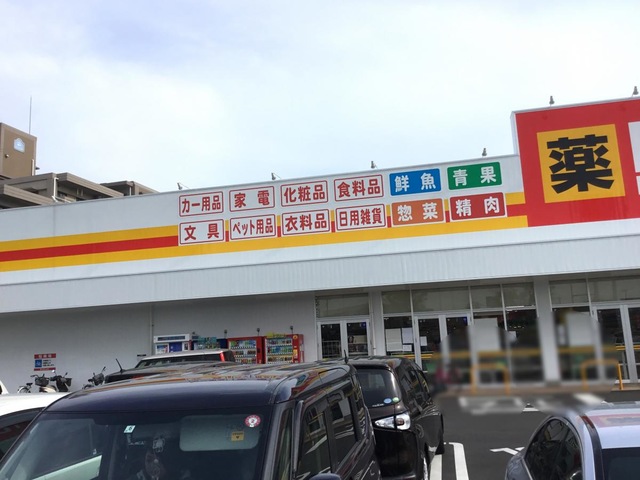 カー用品 家電 化粧品 食料品 鮮魚 青果
文具 ペット用品 衣料品 日用雑貨 惣菜 精肉
薬